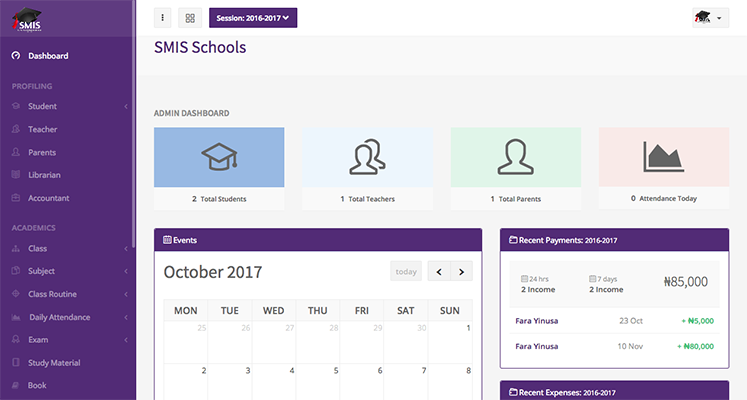 SMIS
Session: 2016-2017
Dashboard
PROFILING
Student
Teacher
Parents
Librarian
Accountant
ACADEMICS
Class
Subject
Class Routine
Daily Attendance
Exam
Study Material
Book
SMIS Schools
ADMIN DASHBOARD
2 Total Students
1 Total Teachers
1 Total Parents
0 Attendance Today
Events
October 2017
today
MON TUE WED THU FRI SAT SUN
25 26 27 28 29 30 1
2 3 4 5 6 7 8
Recent Payments: 2016-2017
24 hrs 7 days ₦85,000
2 Income 2 Income
Fara Yinusa 23 Oct + ₦5,000
Fara Yinusa 10 Nov + ₦80,000
Recent Expenses: 2016-2017